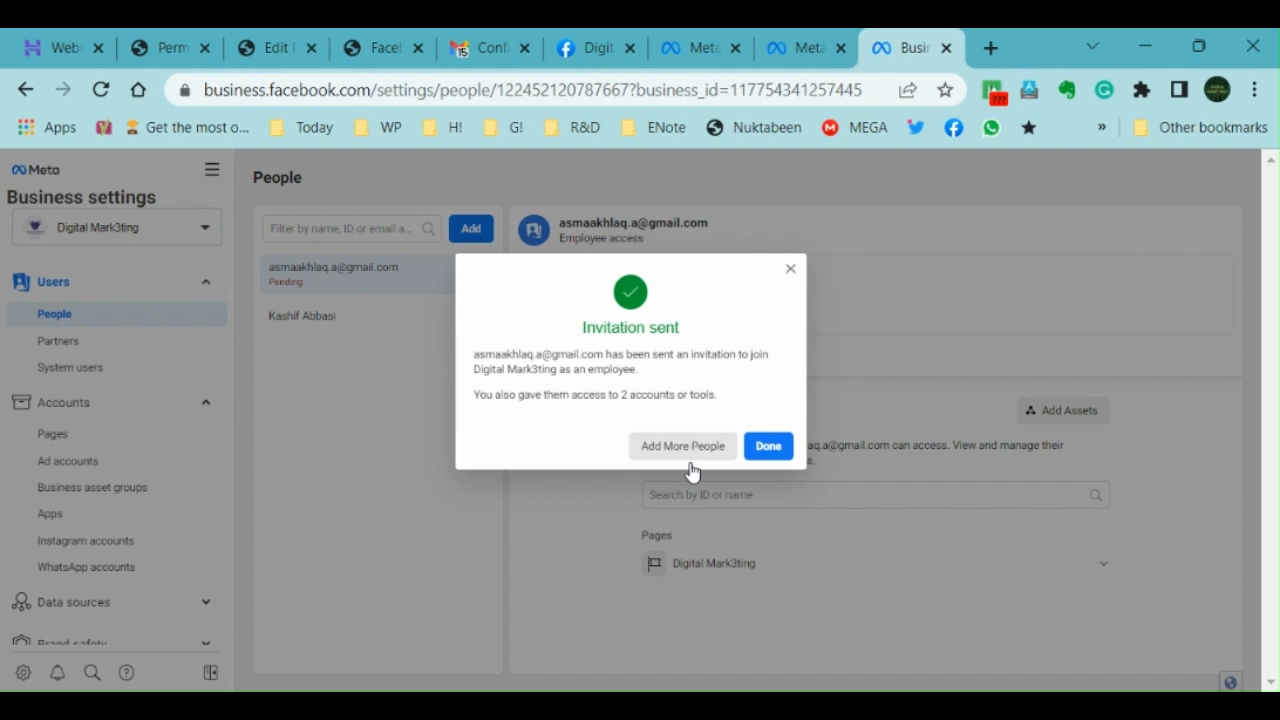 Webs
Perm
Edit P
Facel
15
Confi
Digit
Meta
Meta
Busin
business.facebook.com/settings/people/122452120787667?business_id=117754341257445
???
Apps
Get the most o...
Today
WP
H!
G!
R&D
ENote
Nuktabeen
MEGA
»
Other bookmarks
Meta
Business settings
Digital Mark3ting
Users
People
Partners
System users
Accounts
Pages
Ad accounts
Business asset groups
Apps
Instagram accounts
WhatsApp accounts
Data sources
Brand safety
People
Filter by name, ID or email a...
Add
asmaakhlaq.a@gmail.com
Pending
Kashif Abbasi
asmaakhlaq.a@gmail.com
Employee access
Invitation sent
asmaakhlaq.a@gmail.com has been sent an invitation to join
Digital Mark3ting as an employee.
You also gave them access to 2 accounts or tools.
Add More People
Done
Add Assets
aq.a@gmail.com can access. View and manage their
s.
Search by ID or name
Pages
Digital Mark3ting